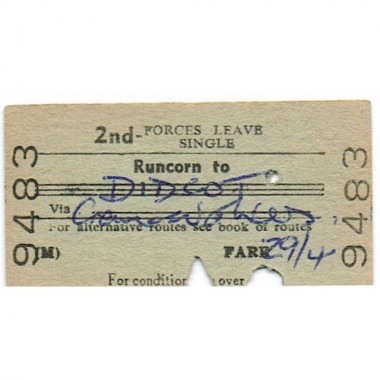 2nd- FORCES LEAVE
SINGLE
Runcorn to
DIDCOT
Via
For alternative routes see book of routes
(M) FARE 29/4
For condition over
9483
9483